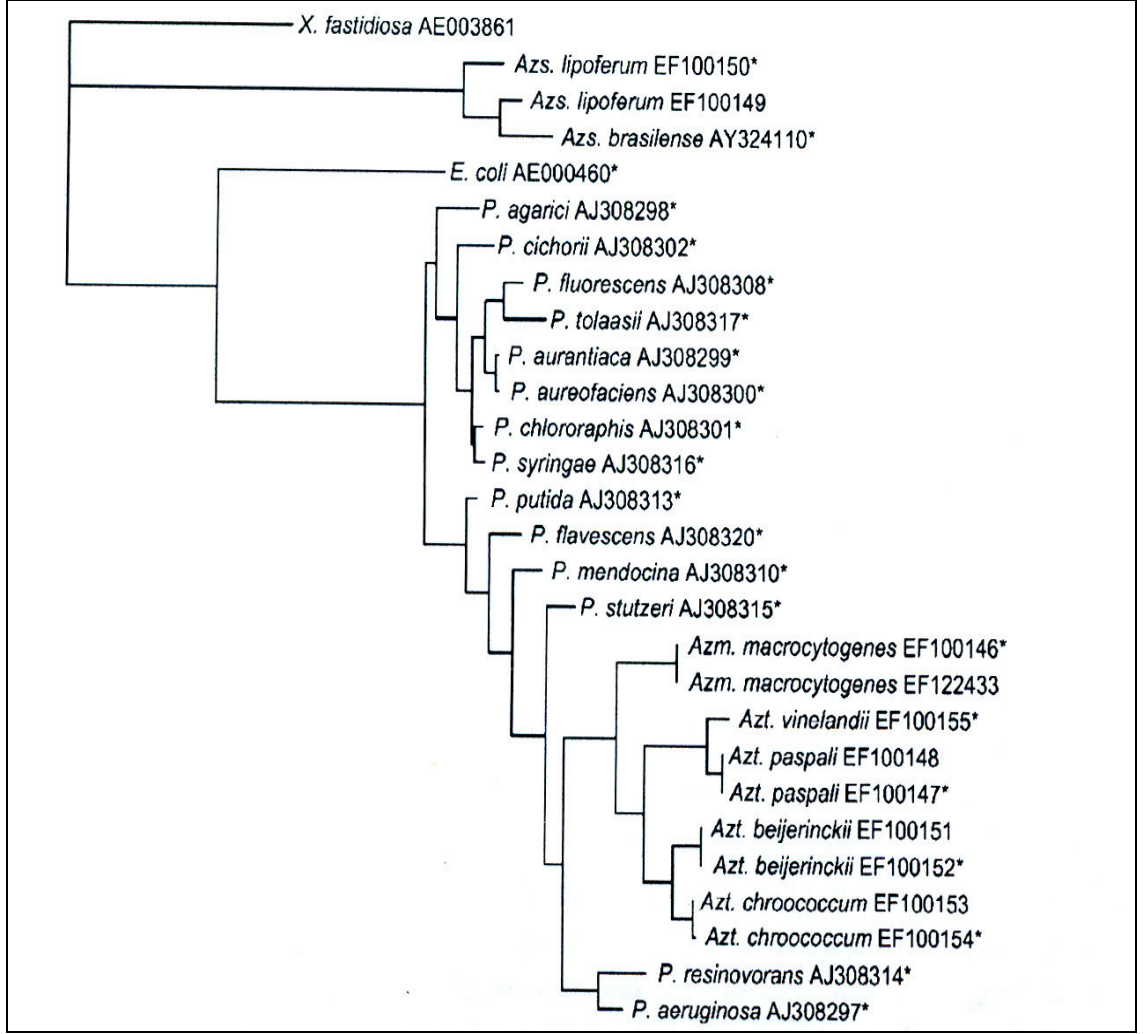 X. fastidiosa AE003861
Azs. lipoferum EF100150*
Azs. lipoferum EF100149
Azs. brasilense AY324110*
E. coli AE000460*
P. agarici AJ308298*
P. cichorii AJ308302*
P. fluorescens AJ308308*
P. tolaasii AJ308317*
P. aurantiaca AJ308299*
P. aureofaciens AJ308300*
P. chlororaphis AJ308301*
P. syringae AJ308316*
P. putida AJ308313*
P. flavescens AJ308320*
P. mendocina AJ308310*
P. stutzeri AJ308315*
Azm. macrocytogenes EF100146*
Azm. macrocytogenes EF122433
Azt. vinelandii EF100155*
Azt. paspali EF100148
Azt. paspali EF100147*
Azt. beijerinckii EF100151
Azt. beijerinckii EF100152*
Azt. chroococcum EF100153
Azt. chroococcum EF100154*
P. resinovorans AJ308314*
P. aeruginosa AJ308297*